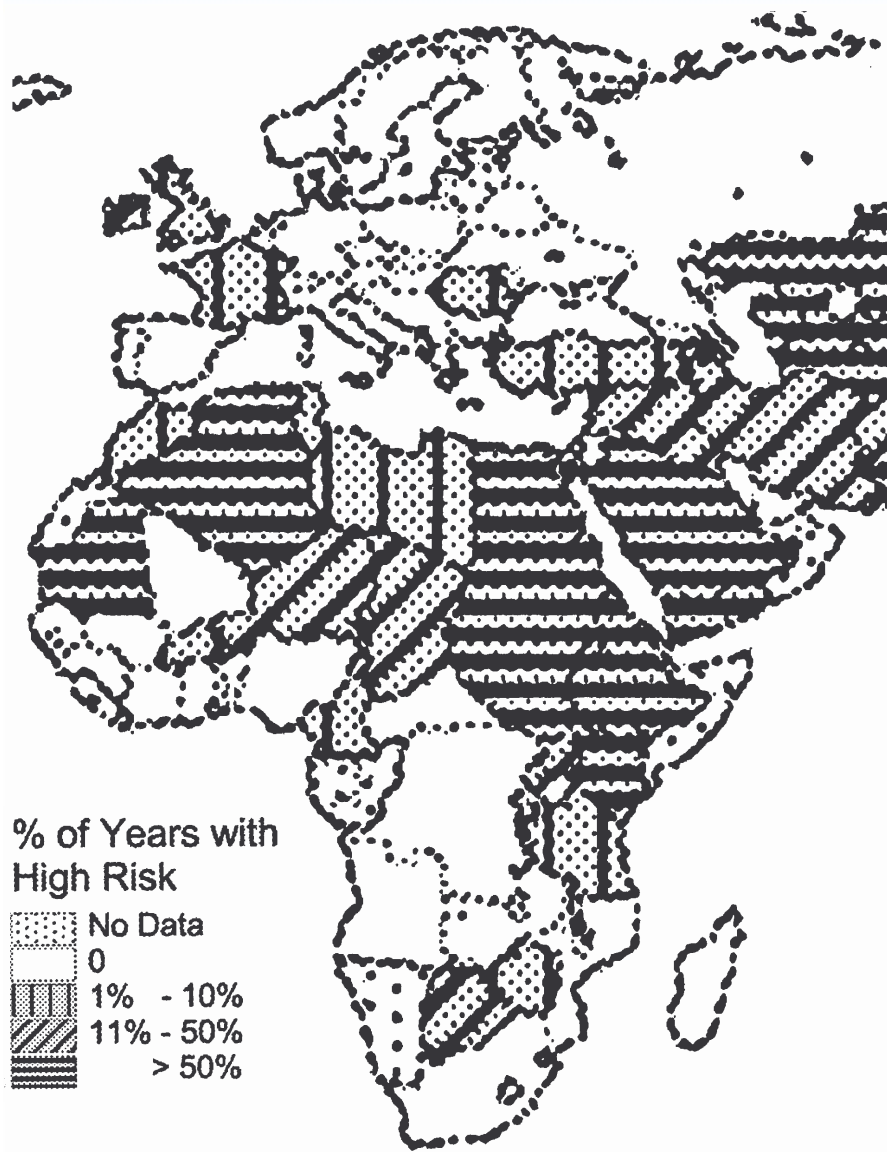 % of Years with
High Risk
No Data
0
1% - 10%
11% - 50%
> 50%